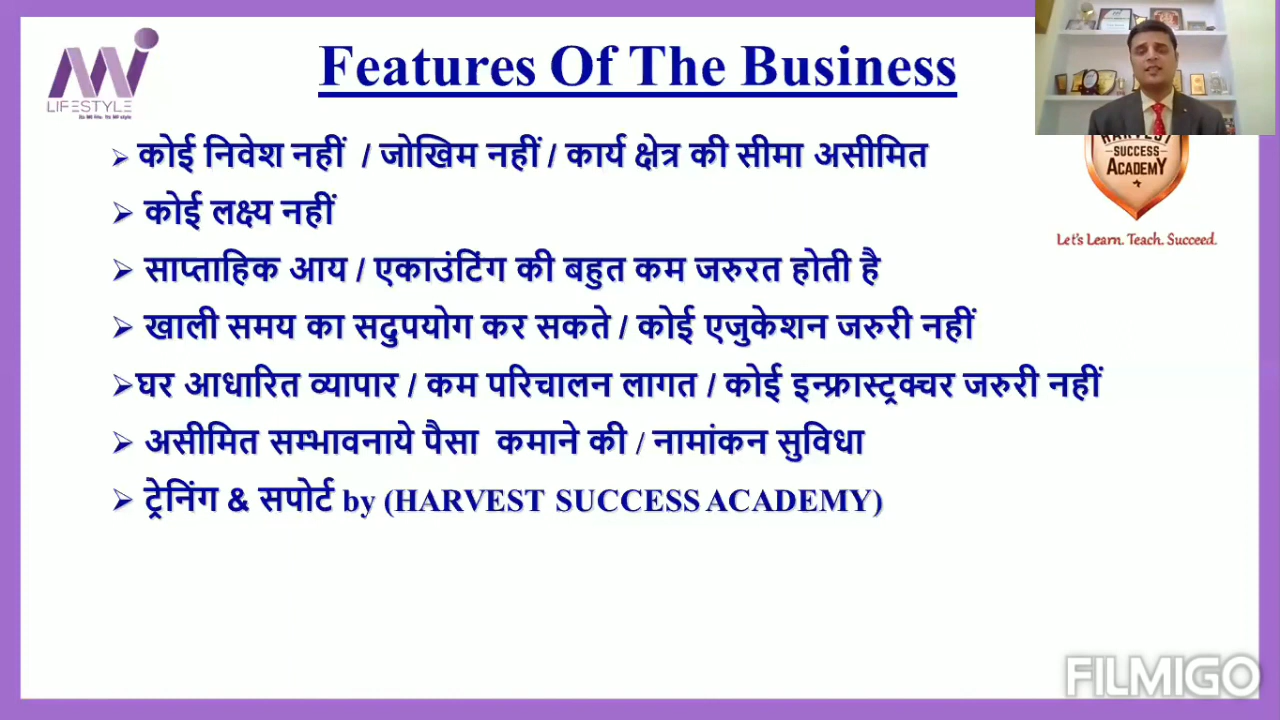 Features Of The Business
LIFESTYLE
➢ कोई निवेश नहीं / जोखिम नहीं / कार्य क्षेत्र की सीमा असीमित
HARVEST
SUCCESS
ACADEMY
Let's Learn. Teach. Succeed.
➢ कोई लक्ष्य नहीं
➢ साप्ताहिक आय / एकाउंटिंग की बहुत कम जरुरत होती है
➢ खाली समय का सदुपयोग कर सकते / कोई एजुकेशन जरुरी नहीं
➢घर आधारित व्यापार / कम परिचालन लागत / कोई इन्फ्रास्ट्रक्चर जरुरी नहीं
➢ असीमित सम्भावनाये पैसा कमाने की / नामांकन सुविधा
➢ ट्रेनिंग & सपोर्ट by (HARVEST SUCCESS ACADEMY)
FILMIGO